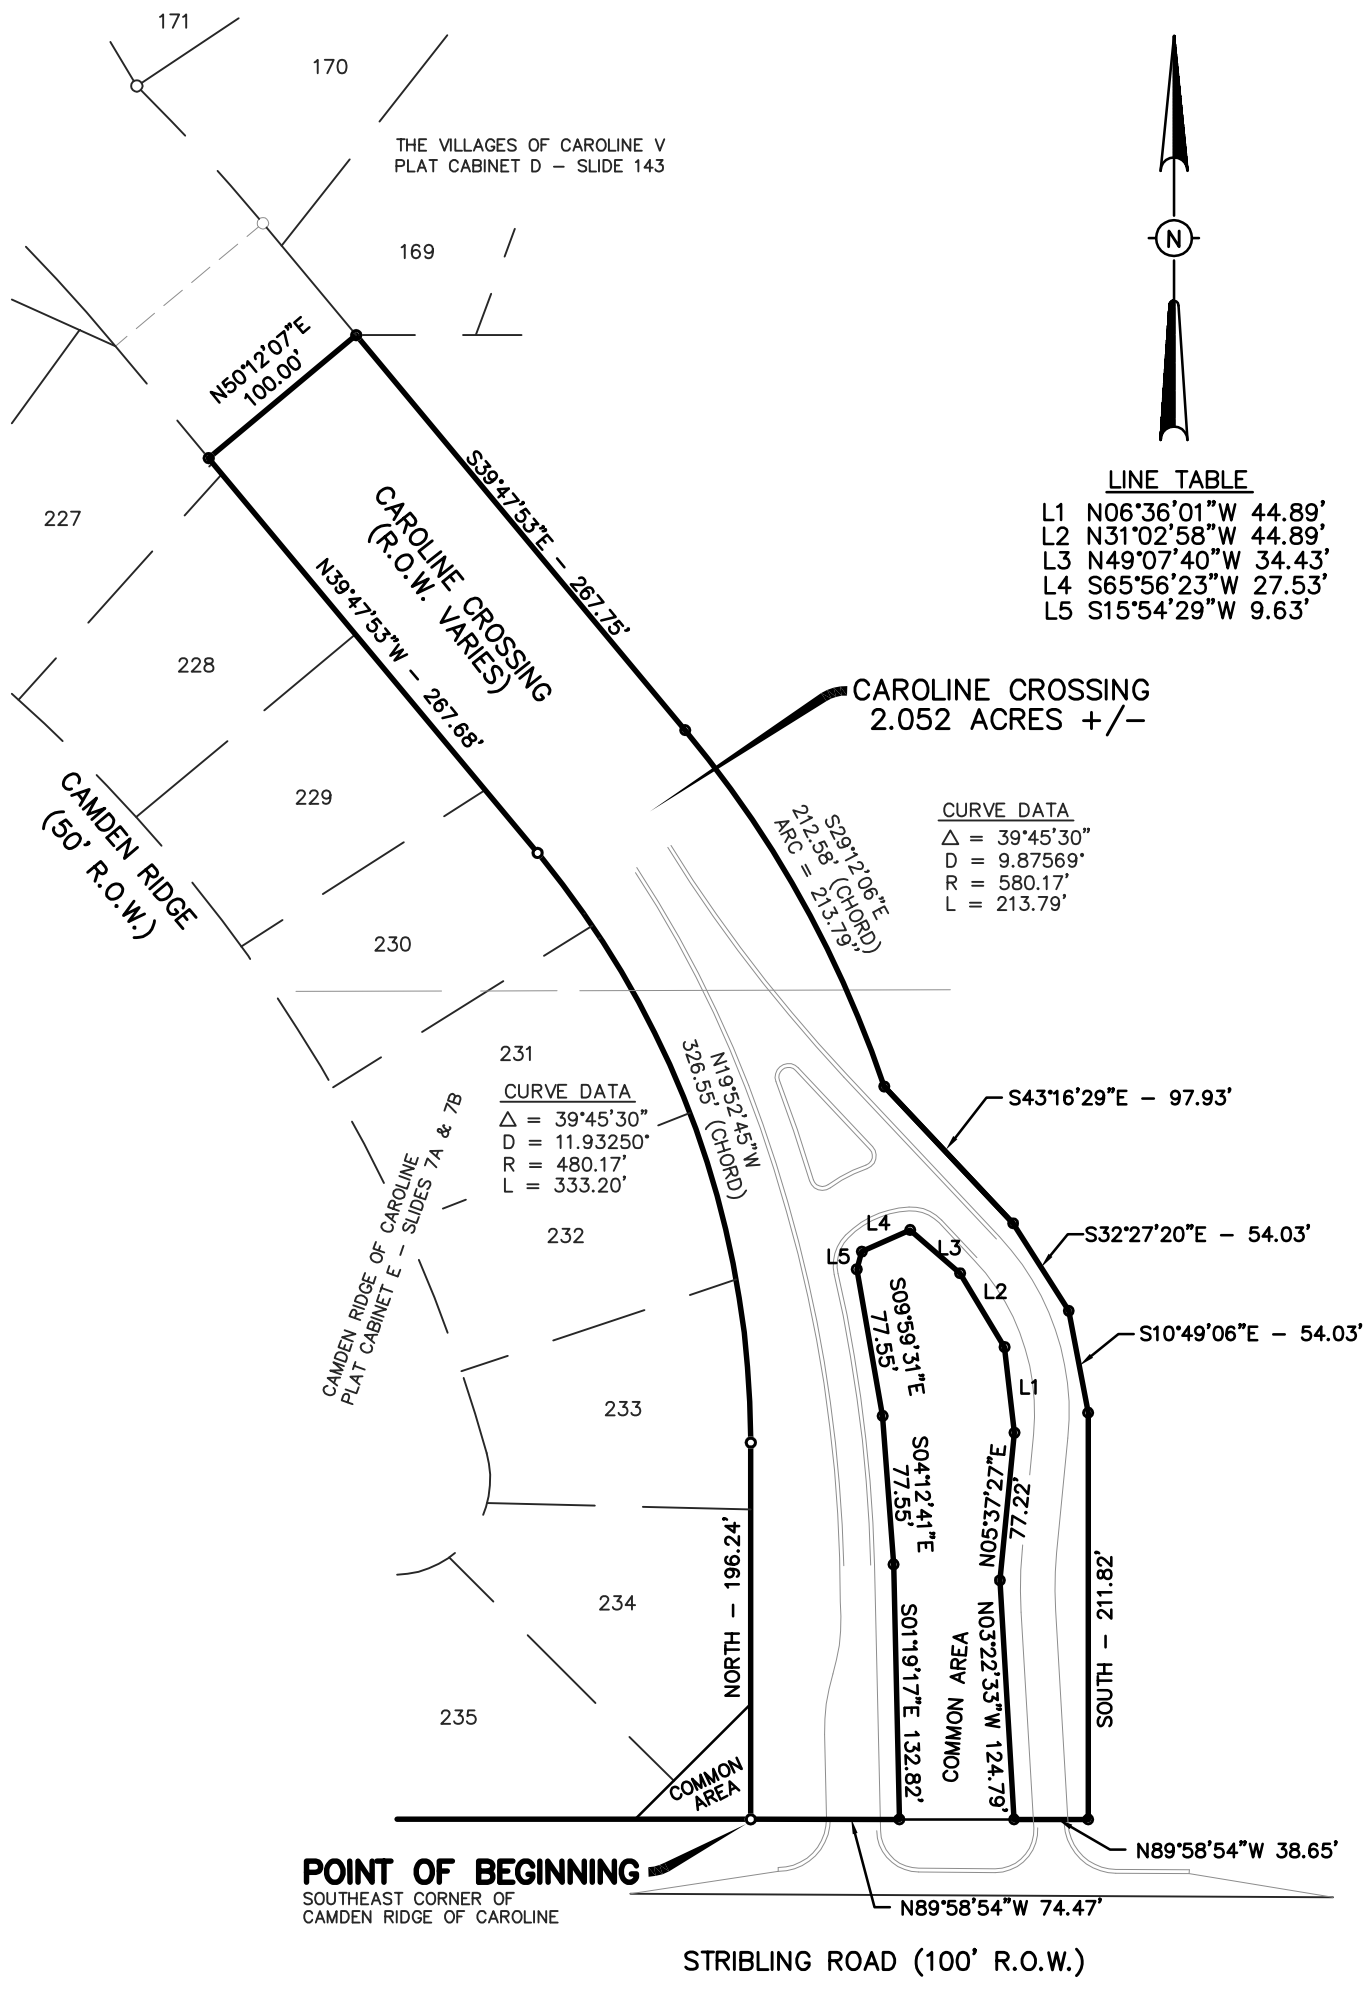 171
170
THE VILLAGES OF CAROLINE V
PLAT CABINET D – SLIDE 143
169
N
N50°12'07"E
100.00'
LINE TABLE
L1 N06°36'01"W 44.89'
L2 N31°02'58"W 44.89'
L3 N49°07'40"W 34.43'
L4 S65°56'23"W 27.53'
L5 S15°54'29"W 9.63'
227
S39°47'53"E – 267.75'
CAROLINE CROSSING
(R.O.W. VARIES)
N39°47'53"W – 267.68'
228
CAROLINE CROSSING
2.052 ACRES +/–
229
CAMDEN RIDGE
(50' R.O.W.)
S29°12'06"E
212.58' (CHORD)
ARC = 213.79"
CURVE DATA
△ = 39°45'30"
D = 9.87569°
R = 580.17'
L = 213.79'
230
231
N19°52'45"W
326.55' (CHORD)
CURVE DATA
△ = 39°45'30"
D = 11.93250°
R = 480.17'
L = 333.20'
S43°16'29"E – 97.93'
CAMDEN RIDGE OF CAROLINE
PLAT CABINET E – SLIDES 7A & 7B
232
S32°27'20"E – 54.03'
L4
L3
L5
L2
S09°59'31"E
77.55'
S10°49'06"E – 54.03'
L1
233
S04°12'41"E
77.55'
N05°37'27"E
77.22'
NORTH – 196.24'
SOUTH – 211.82'
234
S01°19'17"E 132.82'
COMMON AREA
N03°22'33"W 124.79'
235
COMMON
AREA
N89°58'54"W 38.65'
POINT OF BEGINNING
SOUTHEAST CORNER OF
CAMDEN RIDGE OF CAROLINE
N89°58'54"W 74.47'
STRIBLING ROAD (100' R.O.W.)